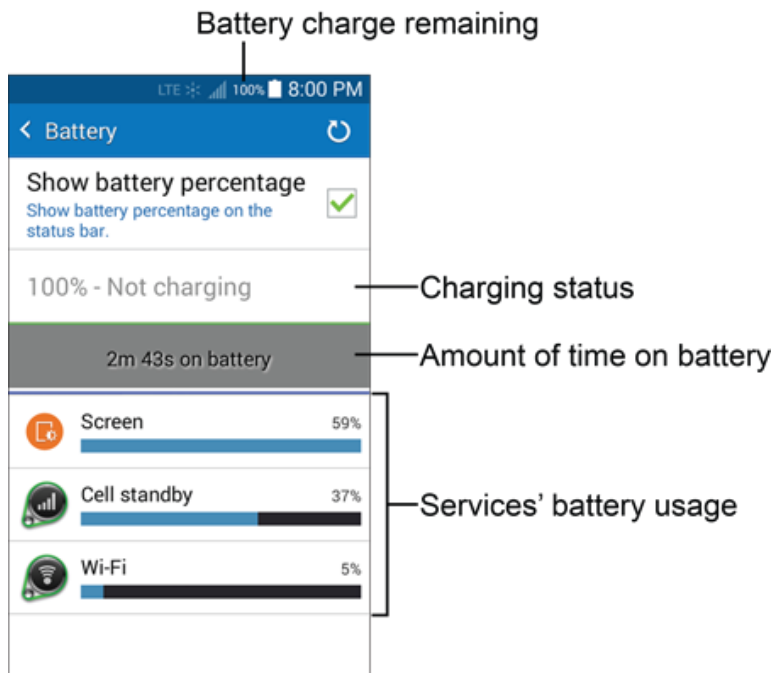 Battery charge remaining
LTE 100% 8:00 PM
Battery
Show battery percentage
Show battery percentage on the
status bar.
100% - Not charging
Charging status
2m 43s on battery
Amount of time on battery
Screen 59%
Cell standby 37%
Services’ battery usage
Wi-Fi 5%